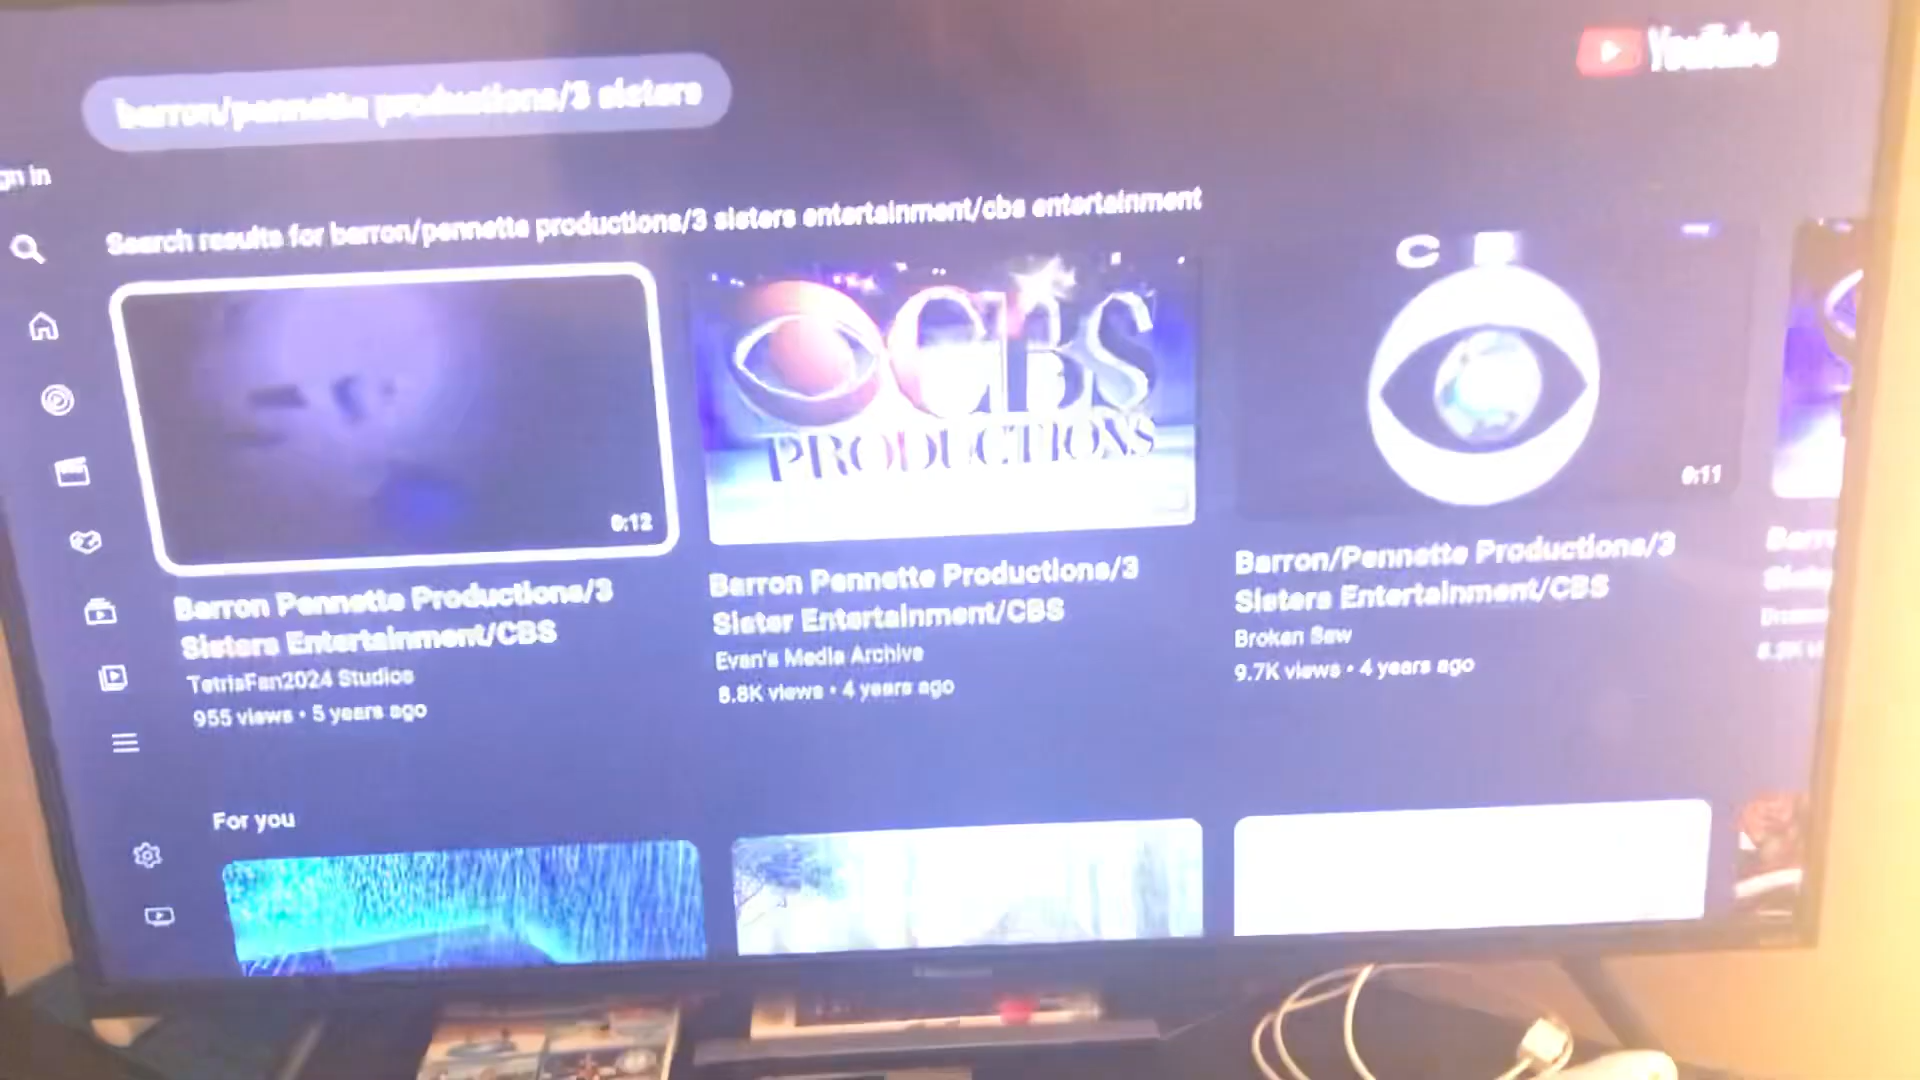 YouTube
barron/pennette productions/3 sisters
gn in
Search results for barron/pennette productions/3 sisters entertainment/cbs entertainment
0:12
CBS
PRODUCTIONS
C B
0:11
Barron Pennette Productions/3
Sisters Entertainment/CBS
TetrisFan2024 Studios
955 views • 5 years ago
Barron Pennette Productions/3
Sister Entertainment/CBS
Evan's Media Archive
8.8K views • 4 years ago
Barron/Pennette Productions/3
Sisters Entertainment/CBS
Broken Saw
9.7K views • 4 years ago
For you